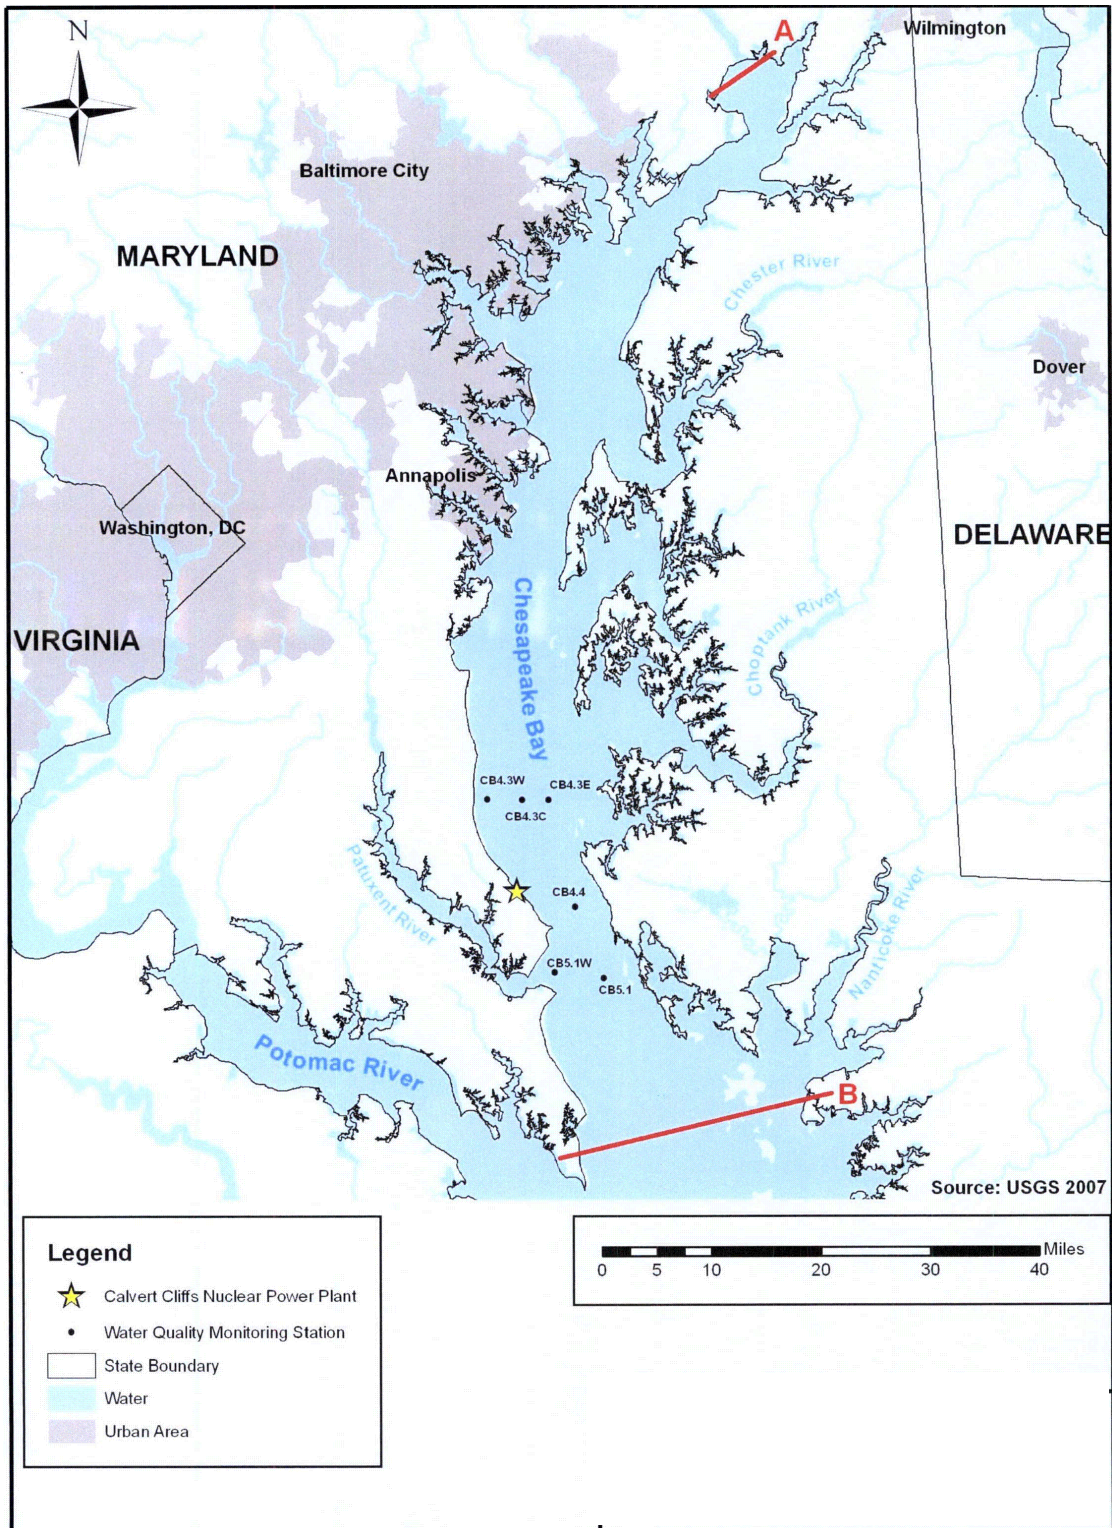 N
A
Wilmington
Baltimore City
MARYLAND
Chester River
Dover
Annapolis
Washington, DC
DELAWARE
VIRGINIA
Chesapeake Bay
Choptank River
CB4.3W
CB4.3E
CB4.3C
Patuxent River
CB4.4
Nanticoke River
CB5.1W
CB5.1
Potomac River
B
Source: USGS 2007
Legend
Calvert Cliffs Nuclear Power Plant
Water Quality Monitoring Station
State Boundary
Water
Urban Area
Miles
0 5 10 20 30 40